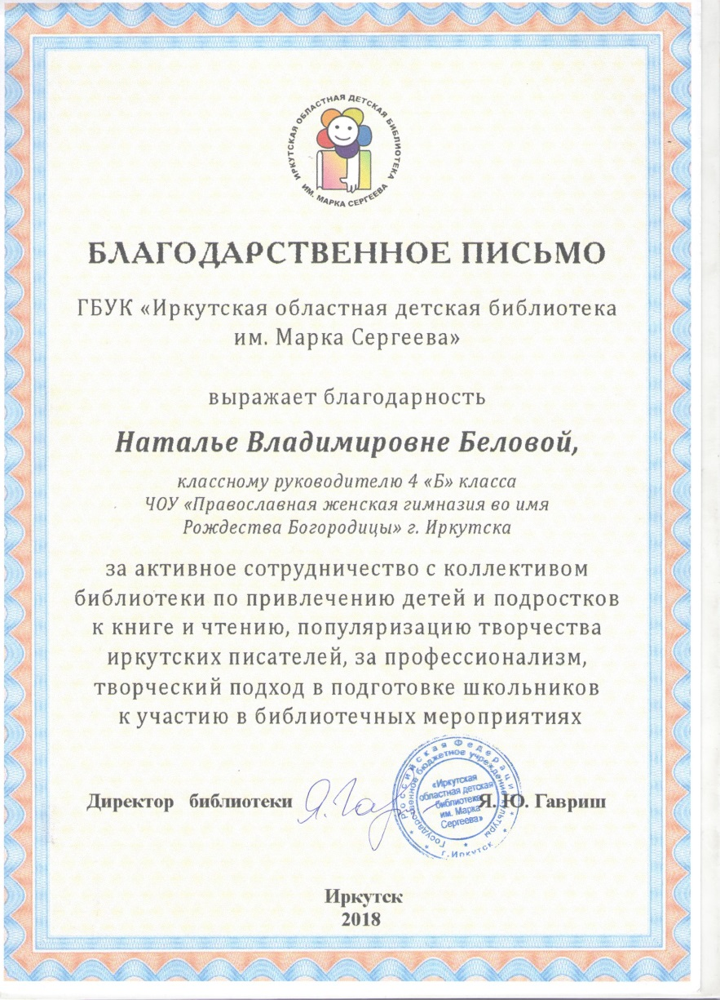 ИРКУТСКАЯ ОБЛАСТНАЯ ДЕТСКАЯ БИБЛИОТЕКА
ИМ. МАРКА СЕРГЕЕВА
БЛАГОДАРСТВЕННОЕ ПИСЬМО
ГБУК «Иркутская областная детская библиотека
им. Марка Сергеева»
выражает благодарность
Наталье Владимировне Беловой,
классному руководителю 4 «Б» класса
ЧОУ «Православная женская гимназия во имя
Рождества Богородицы» г. Иркутска
за активное сотрудничество с коллективом
библиотеки по привлечению детей и подростков
к книге и чтению, популяризацию творчества
иркутских писателей, за профессионализм,
творческий подход в подготовке школьников
к участию в библиотечных мероприятиях
Директор библиотеки Я. Ю. Гавриш
Российская Федерация
Государственное бюджетное учреждение культуры
«Иркутская
областная детская
библиотека
им. Марка
Сергеева»
г. Иркутск
Иркутск
2018